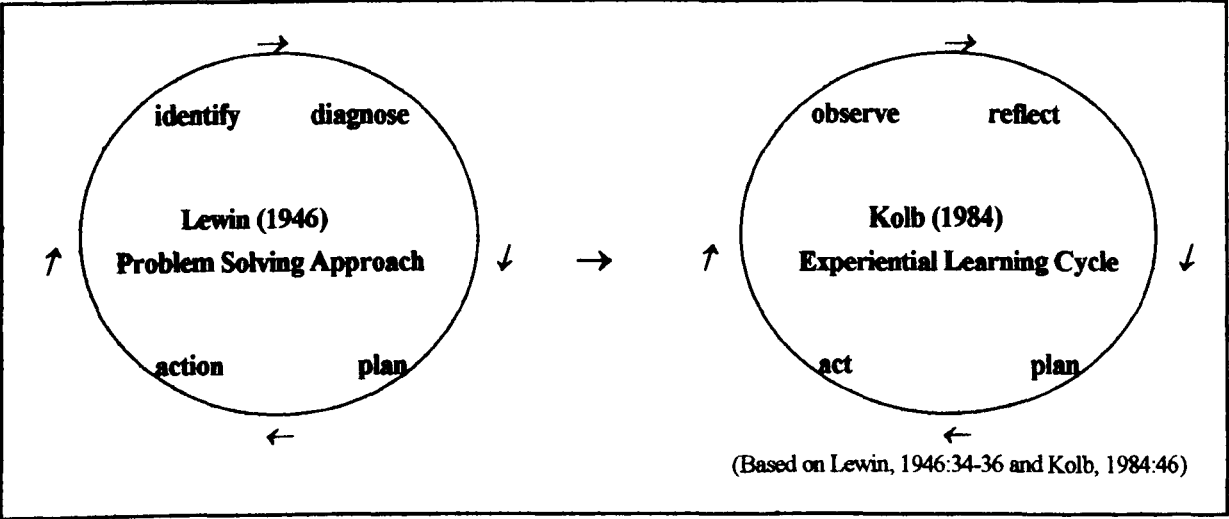 identify diagnose
Lewin (1946)
Problem Solving Approach
action plan
observe reflect
Kolb (1984)
Experiential Learning Cycle
act plan
(Based on Lewin, 1946:34-36 and Kolb, 1984:46)